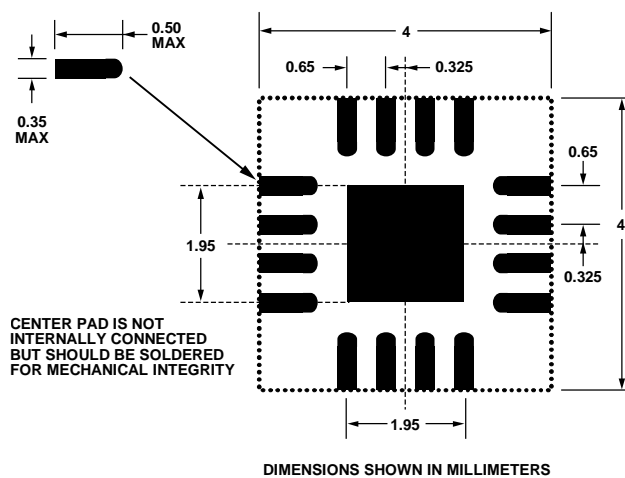 0.50
MAX
4
0.65
0.325
0.35
MAX
0.65
1.95
4
0.325
CENTER PAD IS NOT
INTERNALLY CONNECTED
BUT SHOULD BE SOLDERED
FOR MECHANICAL INTEGRITY
1.95
DIMENSIONS SHOWN IN MILLIMETERS